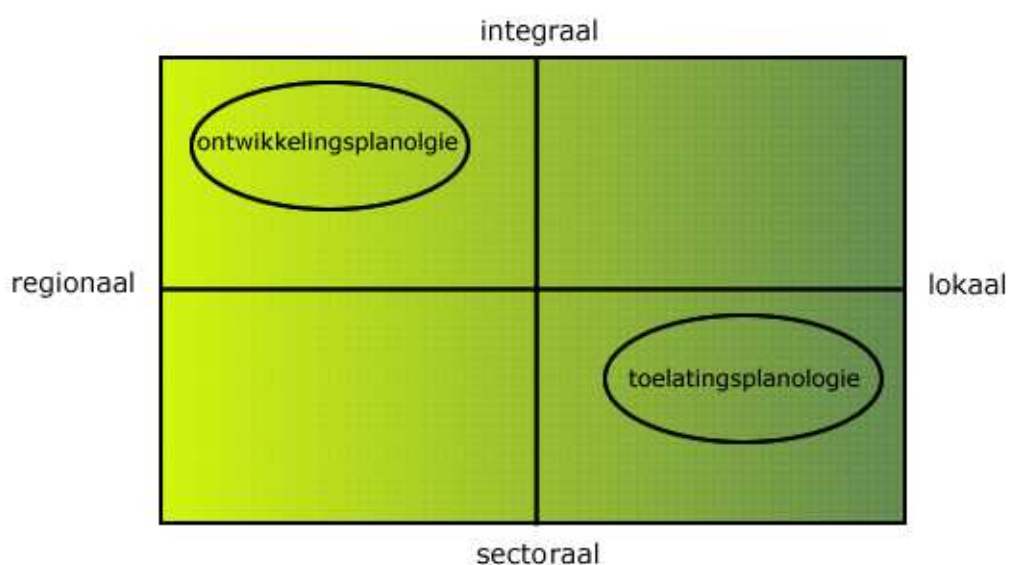 integraal
ontwikkelingsplanolgie
regionaal
lokaal
toelatingsplanologie
sectoraal